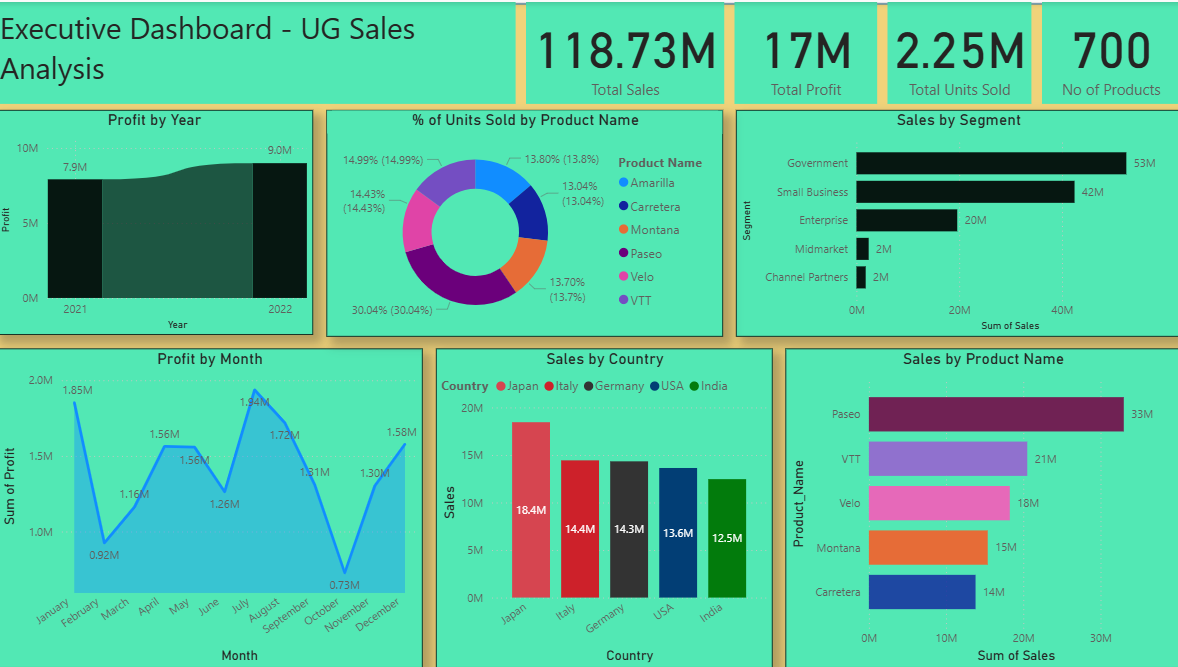 Executive Dashboard - UG Sales
Analysis
118.73M
Total Sales
17M
Total Profit
2.25M
Total Units Sold
700
No of Products
Profit by Year
Profit
10M
5M
0M
7.9M
9.0M
2021
2022
Year
% of Units Sold by Product Name
14.99% (14.99%)
13.80% (13.8%)
14.43%
(14.43%)
13.04%
(13.04%)
13.70%
(13.7%)
30.04% (30.04%)
Product Name
Amarilla
Carretera
Montana
Paseo
Velo
VTT
Sales by Segment
Segment
Government
53M
Small Business
42M
Enterprise
20M
Midmarket
2M
Channel Partners
2M
0M
20M
40M
Sum of Sales
Profit by Month
Sum of Profit
2.0M
1.5M
1.0M
1.85M
0.92M
1.16M
1.56M
1.56M
1.26M
1.94M
1.72M
1.31M
0.73M
1.30M
1.58M
January
February
March
April
May
June
July
August
September
October
November
December
Month
Sales by Country
Country Japan Italy Germany USA India
Sales
20M
15M
10M
5M
0M
18.4M
14.4M
14.3M
13.6M
12.5M
Japan
Italy
Germany
USA
India
Country
Sales by Product Name
Product_Name
Paseo
33M
VTT
21M
Velo
18M
Montana
15M
Carretera
14M
0M
10M
20M
30M
Sum of Sales